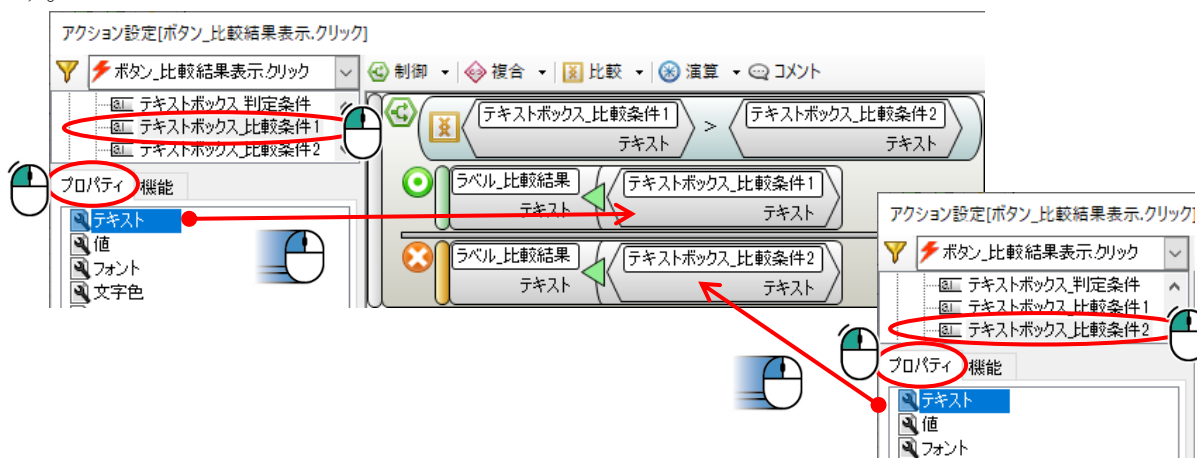 アクション設定[ボタン_比較結果表示.クリック]
ボタン_比較結果表示.クリック
制御 複合 比較 演算 コメント
テキストボックス_判定条件
テキストボックス_比較条件1
テキストボックス_比較条件2
プロパティ 機能
テキスト
値
フォント
文字色
テキストボックス_比較条件1 > テキストボックス_比較条件2
テキスト テキスト
ラベル_比較結果 テキストボックス_比較条件1
テキスト テキスト
ラベル_比較結果 テキストボックス_比較条件2
テキスト テキスト
アクション設定[ボタン_比較結果表示.クリック]
ボタン_比較結果表示.クリック
テキストボックス_判定条件
テキストボックス_比較条件1
テキストボックス_比較条件2
プロパティ 機能
テキスト
値
フォント